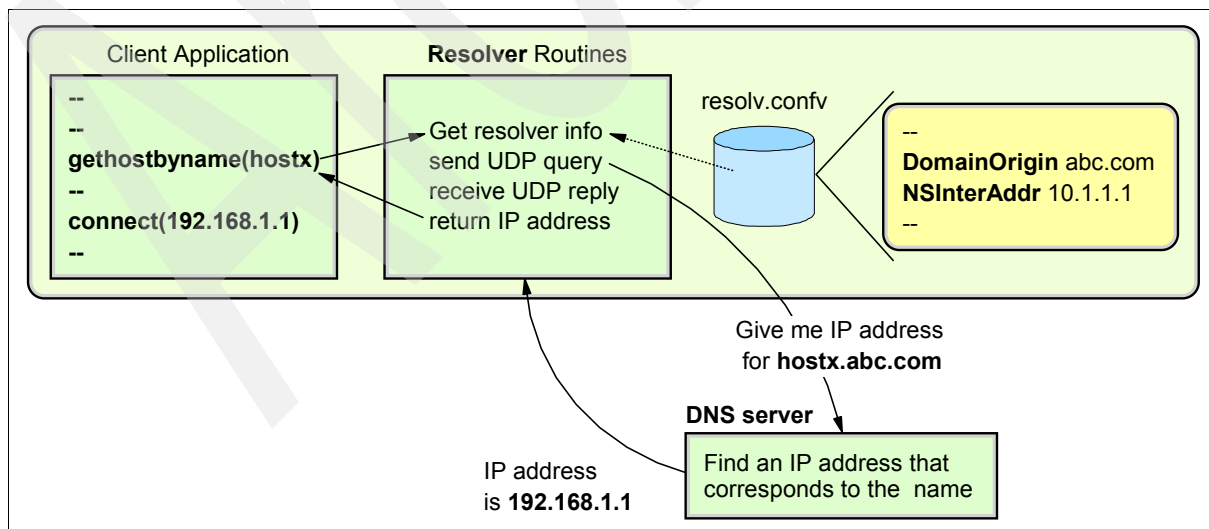 Client Application
--
--
gethostbyname(hostx)
--
connect(192.168.1.1)
--
Resolver Routines
Get resolver info
send UDP query
receive UDP reply
return IP address
resolv.confv
--
DomainOrigin abc.com
NSInterAddr 10.1.1.1
--
Give me IP address
for hostx.abc.com
DNS server
Find an IP address that
corresponds to the name
IP address
is 192.168.1.1